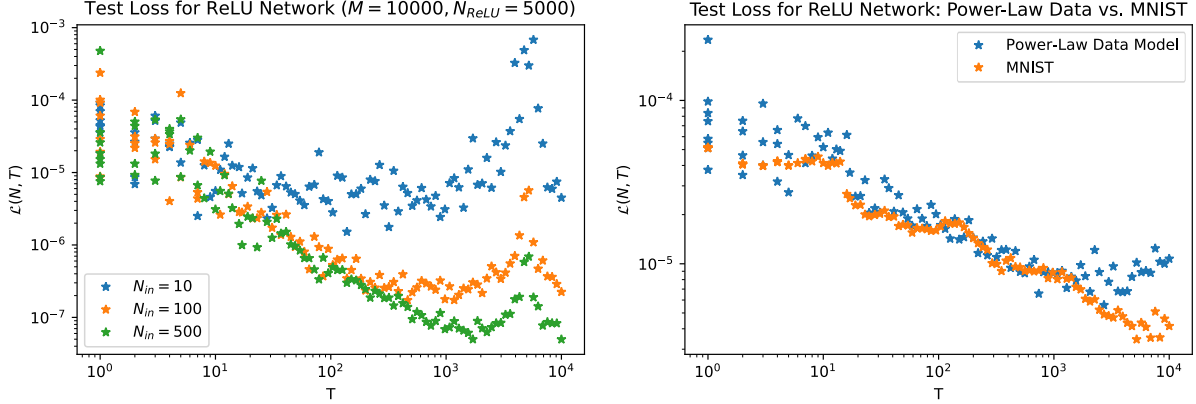 Test Loss for ReLU Network (M = 10000, N_ReLU = 5000)
10^-3
10^-4
10^-5
10^-6
10^-7
L(N, T)
N_in = 10
N_in = 100
N_in = 500
10^0 10^1 10^2 10^3 10^4
T
Test Loss for ReLU Network: Power-Law Data vs. MNIST
Power-Law Data Model
MNIST
10^-4
10^-5
L(N, T)
10^0 10^1 10^2 10^3 10^4
T